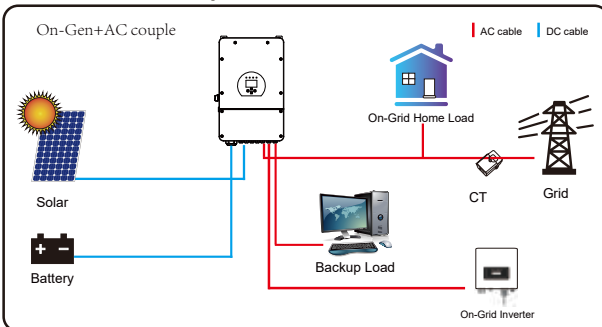 On-Gen+AC couple
AC cable
DC cable
On-Grid Home Load
CT
Grid
Solar
Backup Load
Battery
On-Grid Inverter